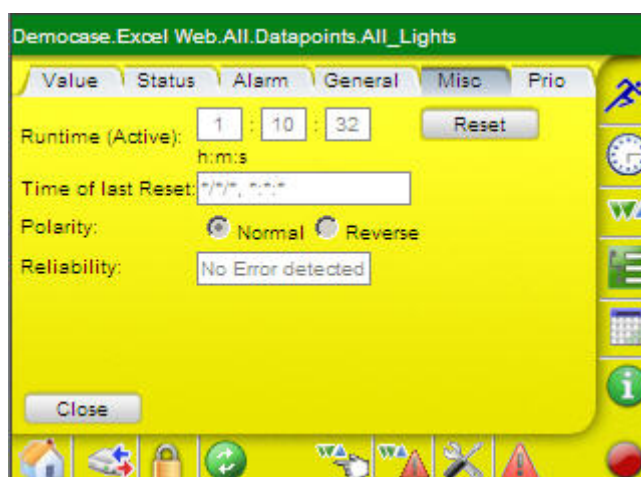 Democase.Excel Web.All.Datapoints.All_Lights
Value Status Alarm General Misc Prio
Runtime (Active): 1 : 10 : 32 Reset
h:m:s
Time of last Reset: */*/*, *:*:*
Polarity: Normal Reverse
Reliability: No Error detected
Close